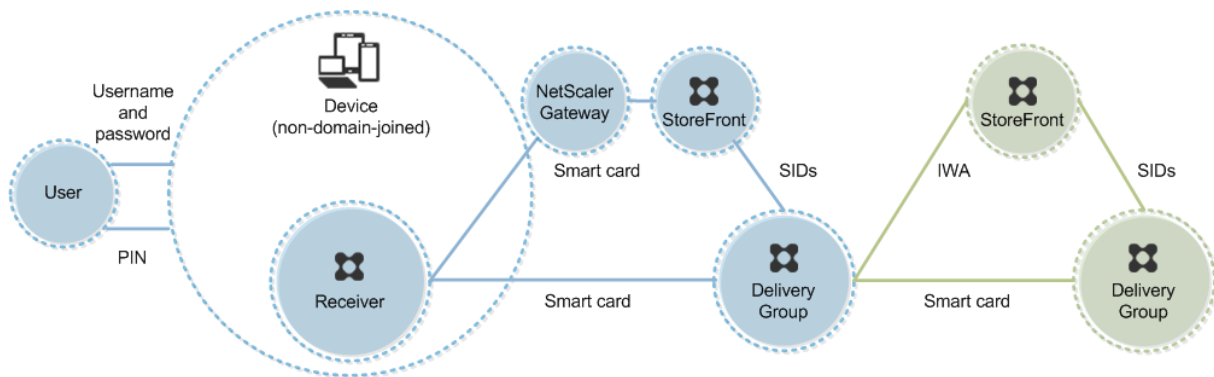 Username
and
password
User
PIN
Device
(non-domain-joined)
Receiver
NetScaler
Gateway
StoreFront
Smart card
SIDs
Smart card
Delivery
Group
StoreFront
IWA
SIDs
Smart card
Delivery
Group